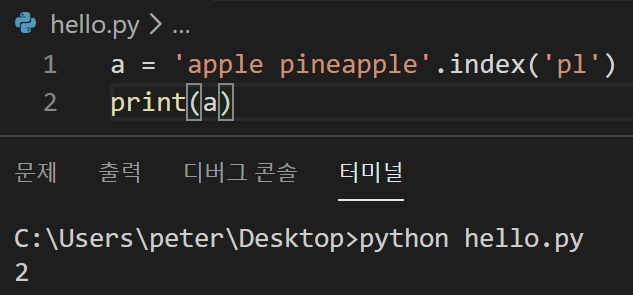 hello.py > ...
1 a = 'apple pineapple'.index('pl')
2 print(a)
문제 출력 디버그 콘솔 터미널
C:\Users\peter\Desktop>python hello.py
2